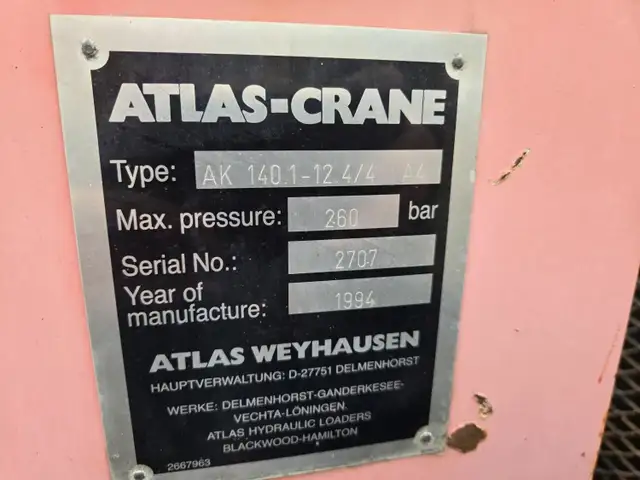 ATLAS-CRANE
Type: AK 140.1-12.4/4 A4
Max. pressure: 260 bar
Serial No.: 2707
Year of
manufacture: 1994
ATLAS WEYHAUSEN
HAUPTVERWALTUNG: D-27751 DELMENHORST
WERKE: DELMENHORST-GANDERKESEE-
VECHTA-LÖNINGEN.
ATLAS HYDRAULIC LOADERS
BLACKWOOD-HAMILTON
2667963